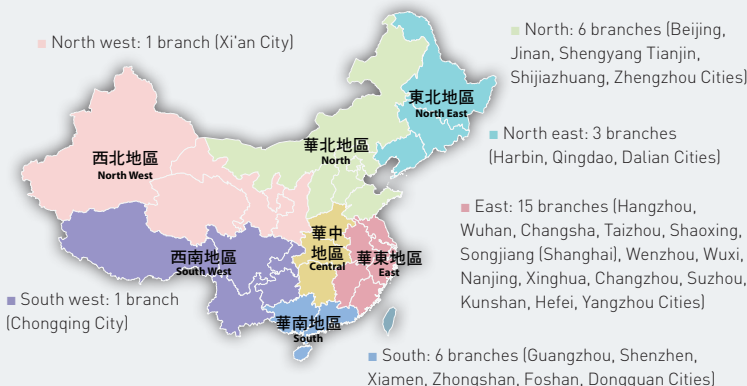 North west: 1 branch (Xi'an City)
North: 6 branches (Beijing,
Jinan, Shengyang Tianjin,
Shijiazhuang, Zhengzhou Cities)
東北地區
North East
North east: 3 branches
(Harbin, Qingdao, Dalian Cities)
華北地區
North
西北地區
North West
East: 15 branches (Hangzhou,
Wuhan, Changsha, Taizhou, Shaoxing,
Songjiang (Shanghai), Wenzhou, Wuxi,
Nanjing, Xinghua, Changzhou, Suzhou,
Kunshan, Hefei, Yangzhou Cities)
華中
地區
Central
西南地區
South West
華東地區
East
South west: 1 branch
(Chongqing City)
華南地區
South
South: 6 branches (Guangzhou, Shenzhen,
Xiamen, Zhongshan, Foshan, Dongguan Cities)